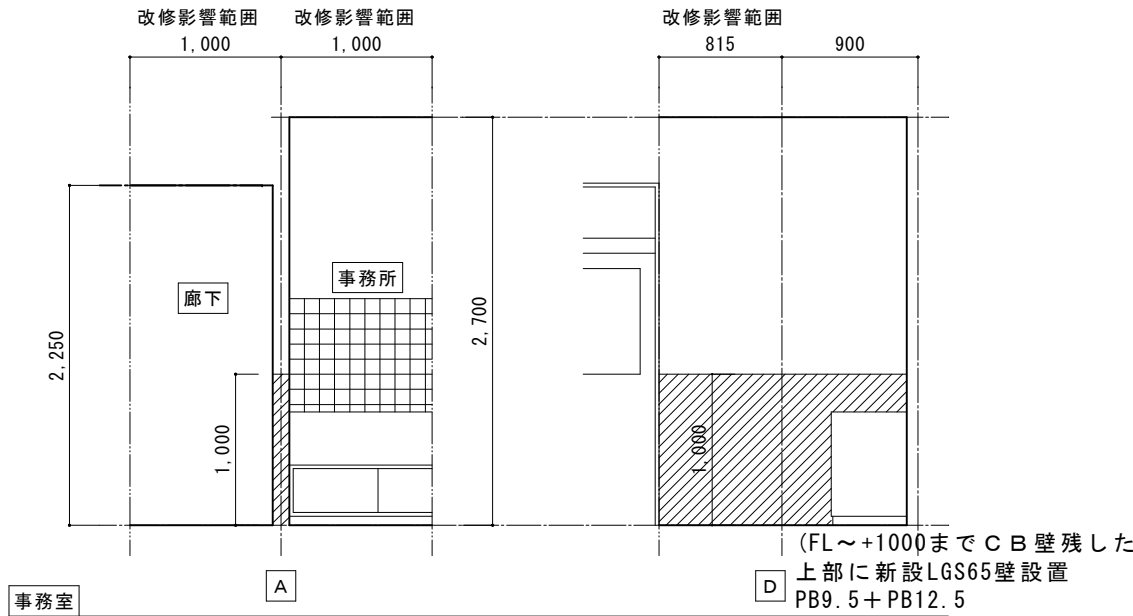 改修影響範囲
改修影響範囲
改修影響範囲
1,000
1,000
815
900
事務所
廊下
2,250
2,700
1,000
1,000
(FL～+1000までＣＢ壁残した
A
D
上部に新設LGS65壁設置
事務室
PB9.5＋PB12.5